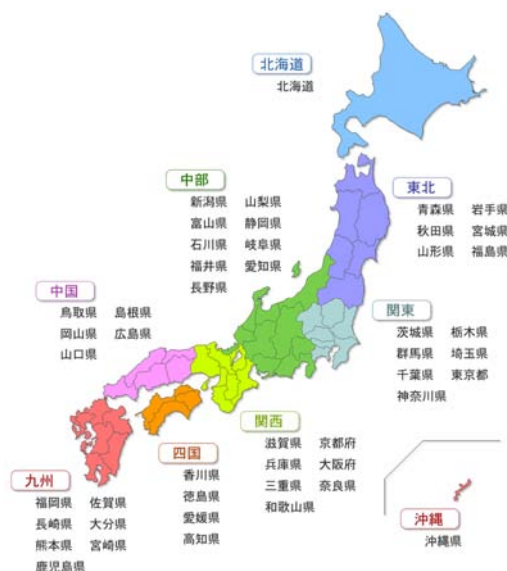 北海道
北海道
中部
新潟県 山梨県
富山県 静岡県
石川県 岐阜県
福井県 愛知県
長野県
東北
青森県 岩手県
秋田県 宮城県
山形県 福島県
中国
鳥取県 島根県
岡山県 広島県
山口県
関東
茨城県 栃木県
群馬県 埼玉県
千葉県 東京都
神奈川県
関西
滋賀県 京都府
兵庫県 大阪府
三重県 奈良県
和歌山県
四国
香川県
徳島県
愛媛県
高知県
九州
福岡県 佐賀県
長崎県 大分県
熊本県 宮崎県
鹿児島県
沖縄
沖縄県